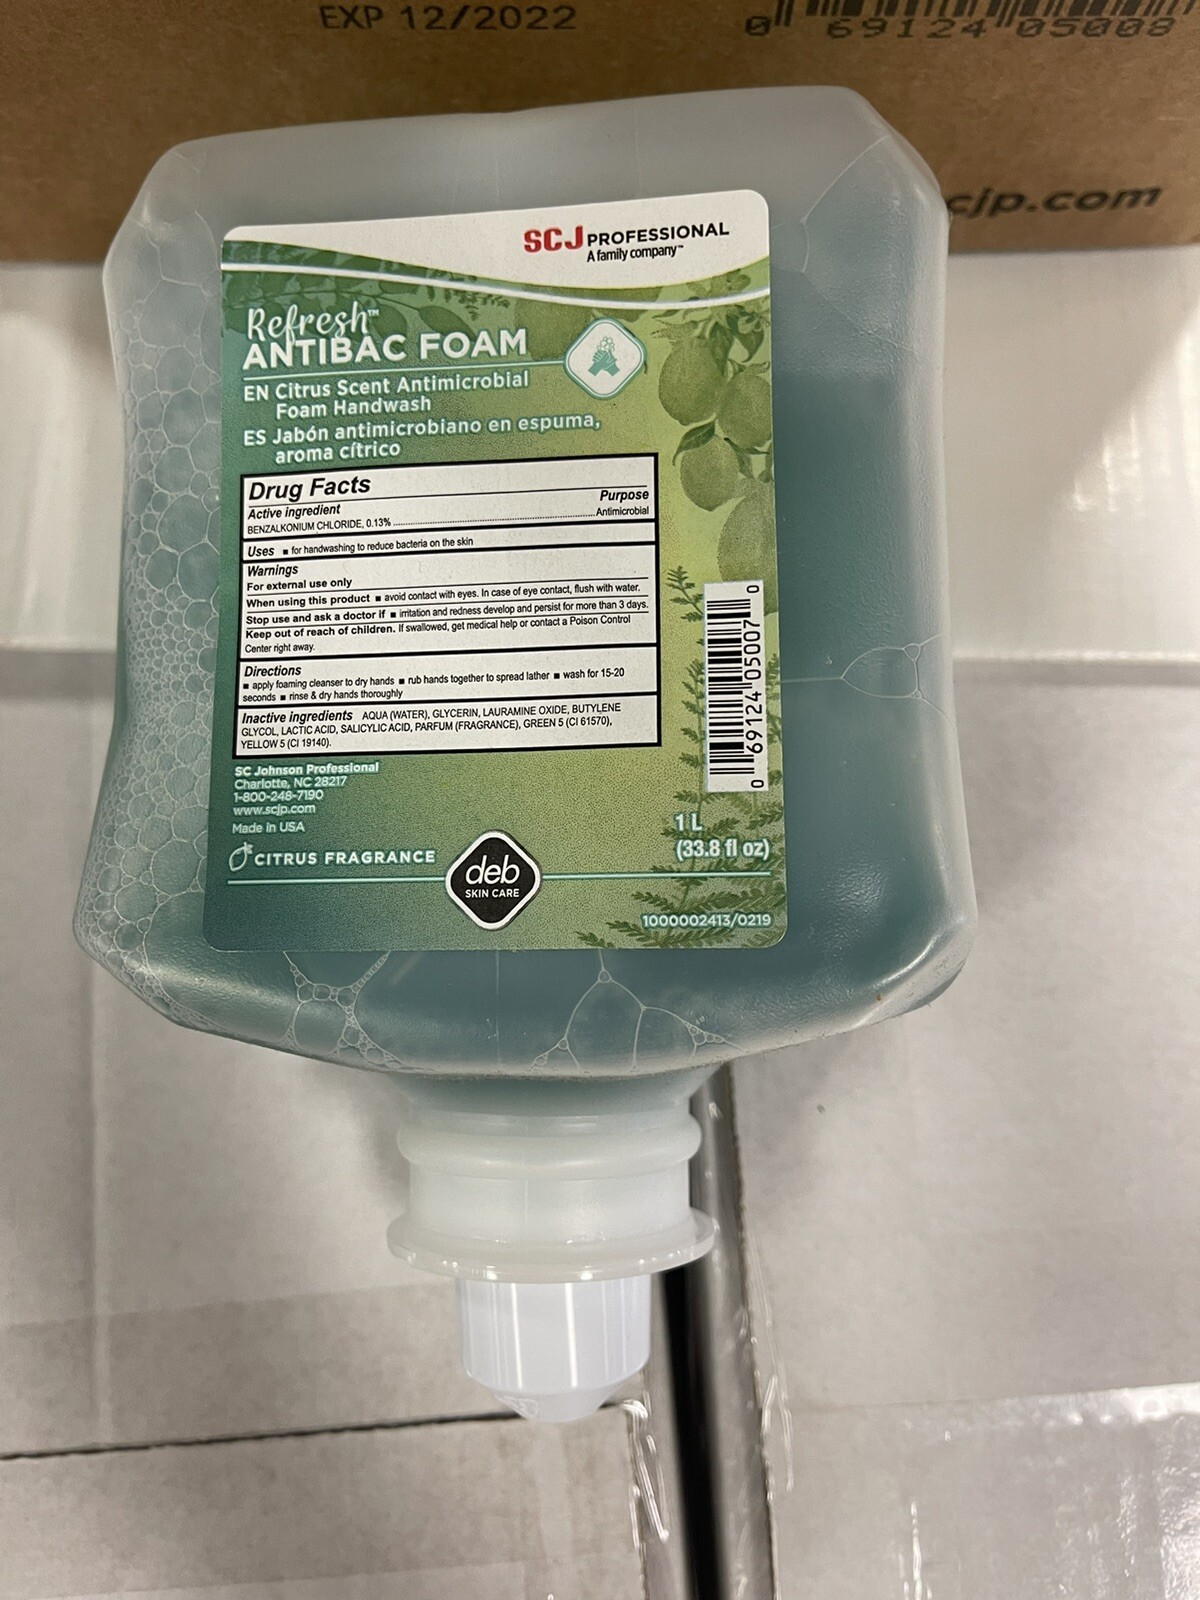 EXP 12/2022
0 69124 05008
cjp.com
SCJ PROFESSIONAL
A family company™
Refresh™
ANTIBAC FOAM
EN Citrus Scent Antimicrobial
Foam Handwash
ES Jabón antimicrobiano en espuma,
aroma cítrico
Drug Facts
Active ingredient Purpose
BENZALKONIUM CHLORIDE, 0.13% ........ Antimicrobial
Uses ■ for handwashing to reduce bacteria on the skin
Warnings
For external use only
When using this product ■ avoid contact with eyes. In case of eye contact, flush with water.
Stop use and ask a doctor if ■ irritation and redness develop and persist for more than 3 days.
Keep out of reach of children. If swallowed, get medical help or contact a Poison Control
Center right away.
Directions
■ apply foaming cleanser to dry hands ■ rub hands together to spread lather ■ wash for 15-20
seconds ■ rinse & dry hands thoroughly
Inactive ingredients AQUA (WATER), GLYCERIN, LAURAMINE OXIDE, BUTYLENE
GLYCOL, LACTIC ACID, SALICYLIC ACID, PARFUM (FRAGRANCE), GREEN 5 (CI 61570),
YELLOW 5 (CI 19140).
0 69124 05007 0
SC Johnson Professional
Charlotte, NC 28217
1-800-248-7190
www.scjp.com
Made in USA
CITRUS FRAGRANCE
deb
SKIN CARE
1 L
(33.8 fl oz)
1000002413/0219